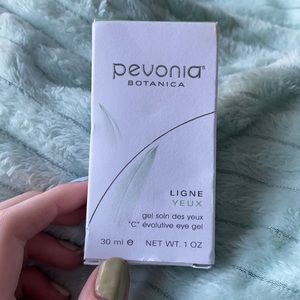 pevonia®
BOTANICA
LIGNE
YEUX
gel soin des yeux
"C" évolutive eye gel
30 ml ℮ NET WT. 1 OZ